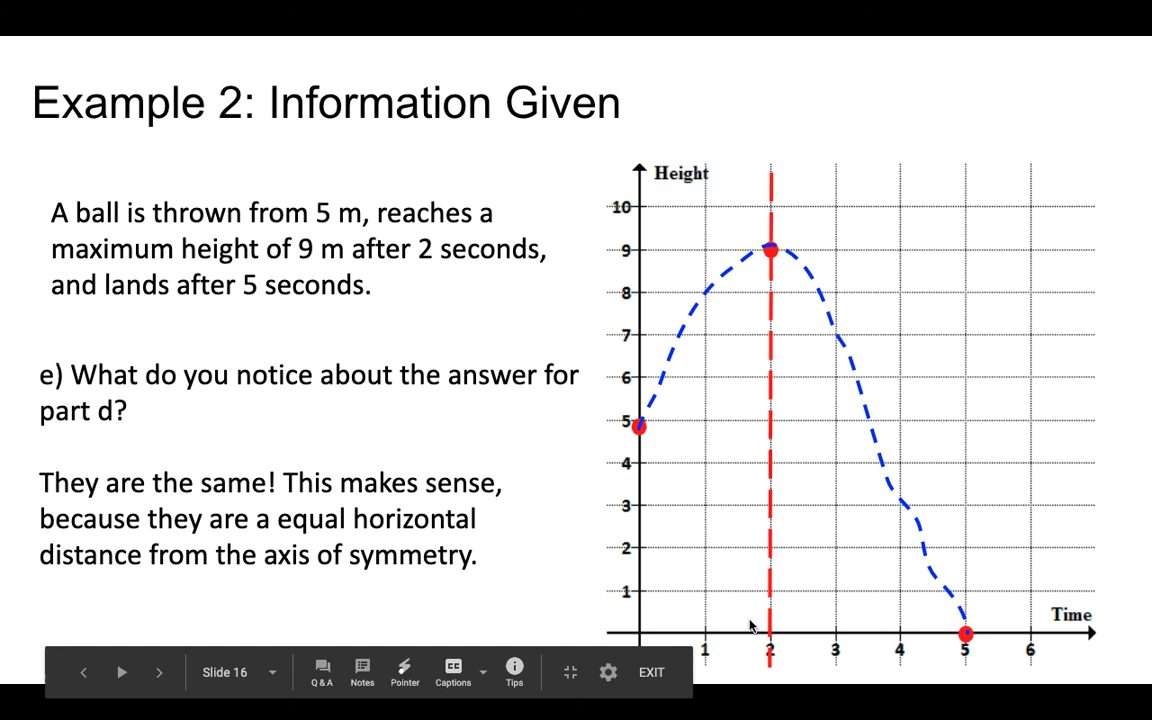 Example 2: Information Given
A ball is thrown from 5 m, reaches a
maximum height of 9 m after 2 seconds,
and lands after 5 seconds.
e) What do you notice about the answer for
part d?
They are the same! This makes sense,
because they are a equal horizontal
distance from the axis of symmetry.
Height
10
9
8
7
6
5
4
3
2
1
Time
1 2 3 4 5 6
Slide 16
Q & A Notes Pointer Captions Tips
CC
EXIT